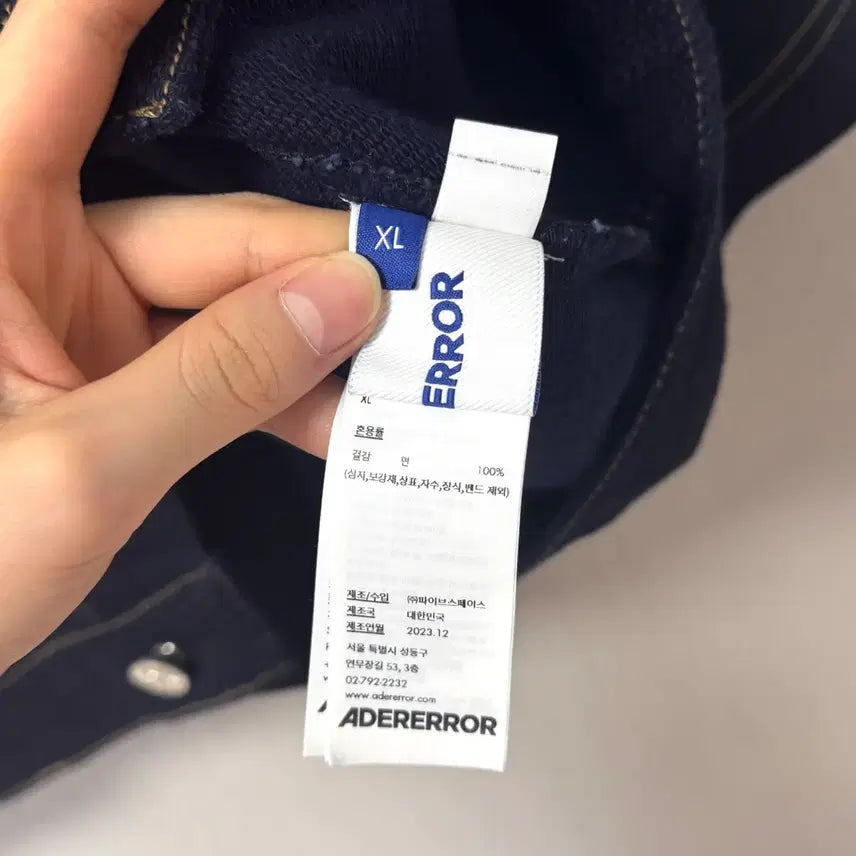 XL
ERROR
XL
혼용률
겉감 면 100%
(심지,보강재,상표,자수,장식,밴드 제외)
제조/수입 ㈜파이브스페이스
제조국 대한민국
제조연월 2023.12
서울 특별시 성동구
연무장길 53, 3층
02-792-2232
www.adererror.com
ADERERROR